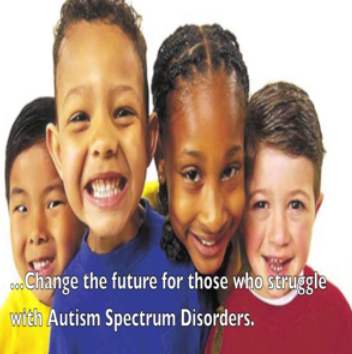 ...Change the future for those who struggle
with Autism Spectrum Disorders.